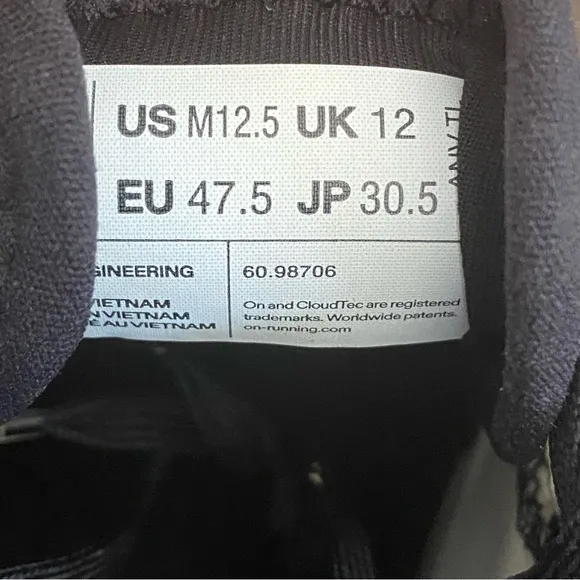 US M12.5 UK 12
EU 47.5 JP 30.5
GINEERING
60.98706
VIETNAM
N VIETNAM
É AU VIETNAM
On and CloudTec are registered
trademarks. Worldwide patents.
on-running.com